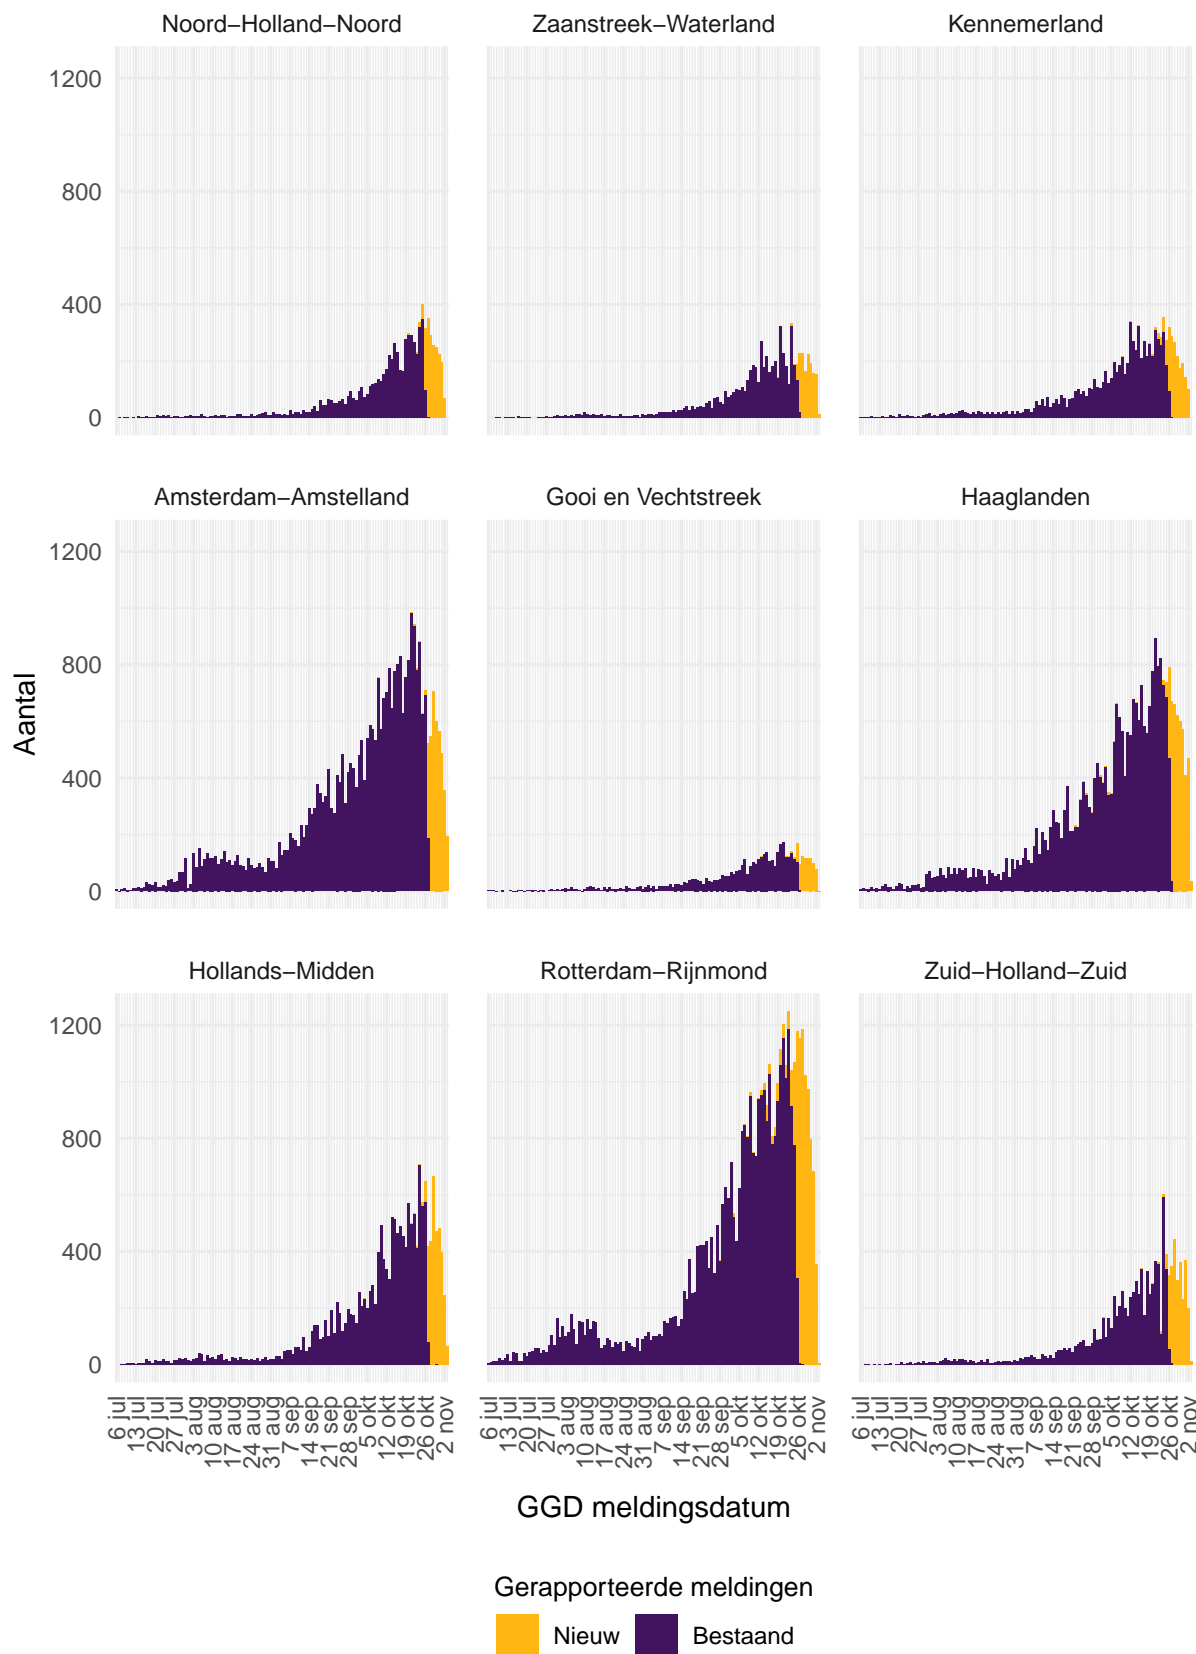 Noord−Holland−Noord Zaanstreek−Waterland Kennemerland
1200
800
400
0
Amsterdam−Amstelland Gooi en Vechtstreek Haaglanden
1200
800
400
0
Aantal
Hollands−Midden Rotterdam−Rijnmond Zuid−Holland−Zuid
1200
800
400
0
6 jul 13 jul 20 jul 27 jul 3 aug 10 aug 17 aug 24 aug 31 aug 7 sep 14 sep 21 sep 28 sep 5 okt 12 okt 19 okt 26 okt 2 nov
6 jul 13 jul 20 jul 27 jul 3 aug 10 aug 17 aug 24 aug 31 aug 7 sep 14 sep 21 sep 28 sep 5 okt 12 okt 19 okt 26 okt 2 nov
6 jul 13 jul 20 jul 27 jul 3 aug 10 aug 17 aug 24 aug 31 aug 7 sep 14 sep 21 sep 28 sep 5 okt 12 okt 19 okt 26 okt 2 nov
GGD meldingsdatum
Gerapporteerde meldingen
Nieuw Bestaand